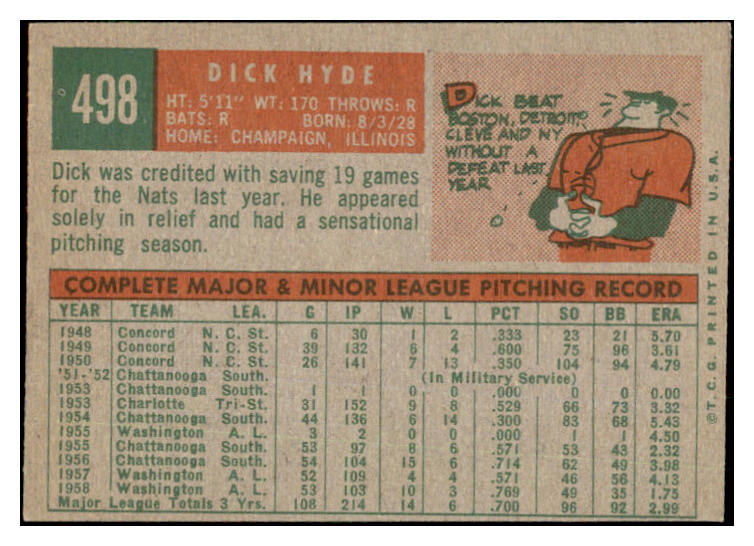 498
DICK HYDE
HT: 5'11" WT: 170 THROWS: R
BATS: R BORN: 8/3/28
HOME: CHAMPAIGN, ILLINOIS
Dick was credited with saving 19 games
for the Nats last year. He appeared
solely in relief and had a sensational
pitching season.
DICK BEAT
BOSTON, DETROIT,
CLEVE AND NY
WITHOUT A
DEFEAT LAST
YEAR
COMPLETE MAJOR & MINOR LEAGUE PITCHING RECORD
YEAR TEAM LEA. G IP W L PCT SO BB ERA
1948 Concord N. C. St. 6 30 1 2 .333 23 21 5.70
1949 Concord N. C. St. 39 132 6 4 .600 75 96 3.61
1950 Concord N. C. St. 26 141 7 13 .350 104 94 4.79
'51-'52 Chattanooga South. (In Military Service)
1953 Chattanooga South. 1 1 0 0 .000 0 0 0.00
1953 Charlotte Tri-St. 31 152 9 8 .529 66 73 3.32
1954 Chattanooga South. 44 136 6 14 .300 83 68 5.43
1955 Washington A. L. 3 2 0 0 .000 1 1 4.50
1955 Chattanooga South. 53 97 8 6 .571 53 43 2.32
1956 Chattanooga South. 54 104 15 6 .714 62 49 3.98
1957 Washington A. L. 52 109 4 4 .571 46 56 4.13
1958 Washington A. L. 53 103 10 3 .769 49 35 1.75
Major League Totals 3 Yrs. 108 214 14 6 .700 96 92 2.99
©T.C.G. PRINTED IN U.S.A.